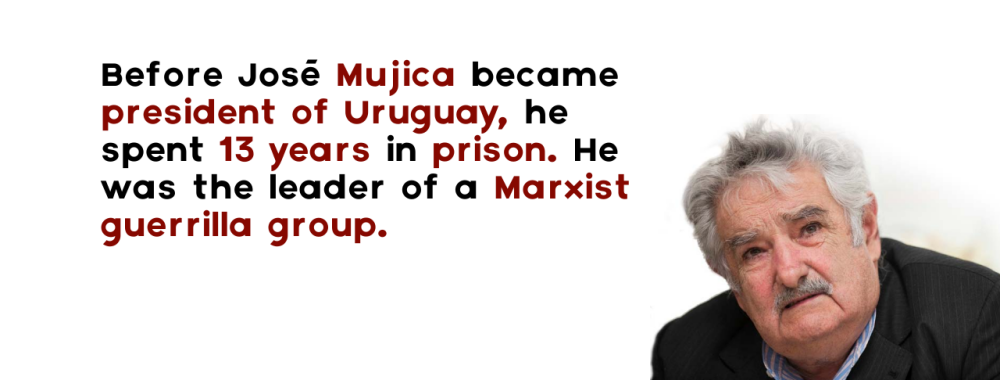 Before José Mujica became
president of Uruguay, he
spent 13 years in prison. He
was the leader of a Marxist
guerrilla group.